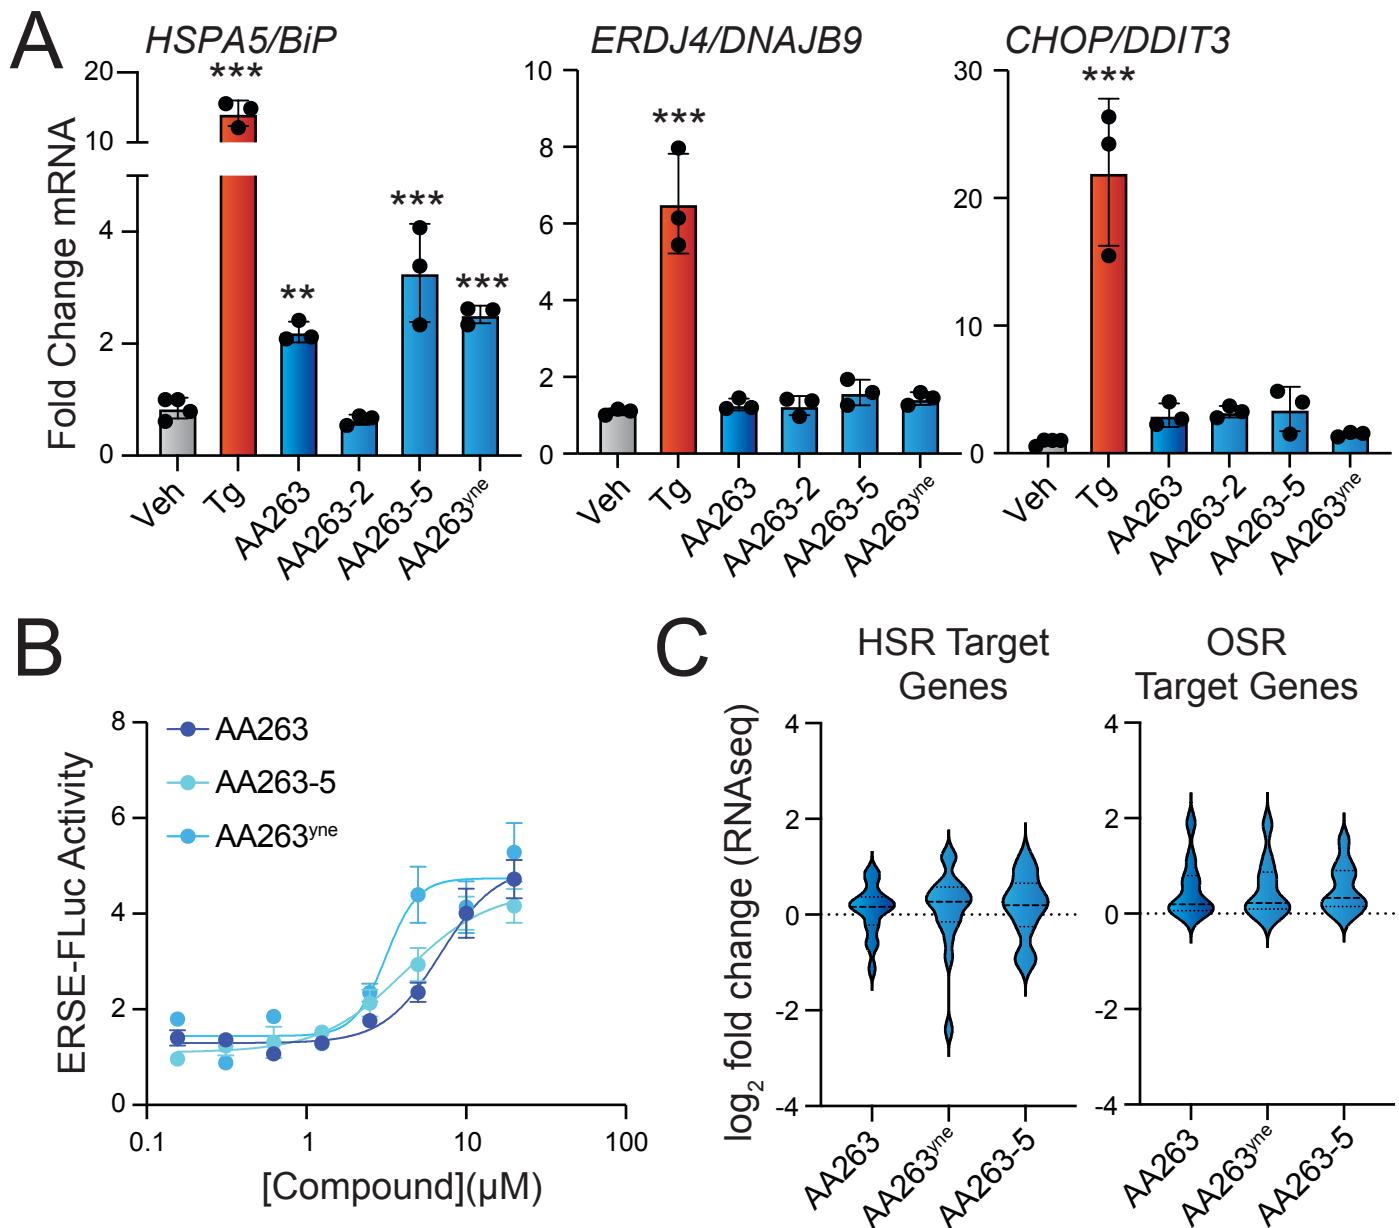 A
HSPA5/BiP
ERDJ4/DNAJB9
CHOP/DDIT3
Fold Change mRNA
20
10
4
2
0
***
**
***
***
Veh
Tg
AA263
AA263-2
AA263-5
AA263yne
10
8
6
4
2
0
***
Veh
Tg
AA263
AA263-2
AA263-5
AA263yne
30
20
10
0
***
Veh
Tg
AA263
AA263-2
AA263-5
AA263yne
B
ERSE-FLuc Activity
8
6
4
2
0
AA263
AA263-5
AA263yne
0.1
1
10
100
[Compound](μM)
C
HSR Target
Genes
OSR
Target Genes
log2 fold change (RNAseq)
4
2
0
-2
-4
AA263
AA263yne
AA263-5
4
2
0
-2
-4
AA263
AA263yne
AA263-5